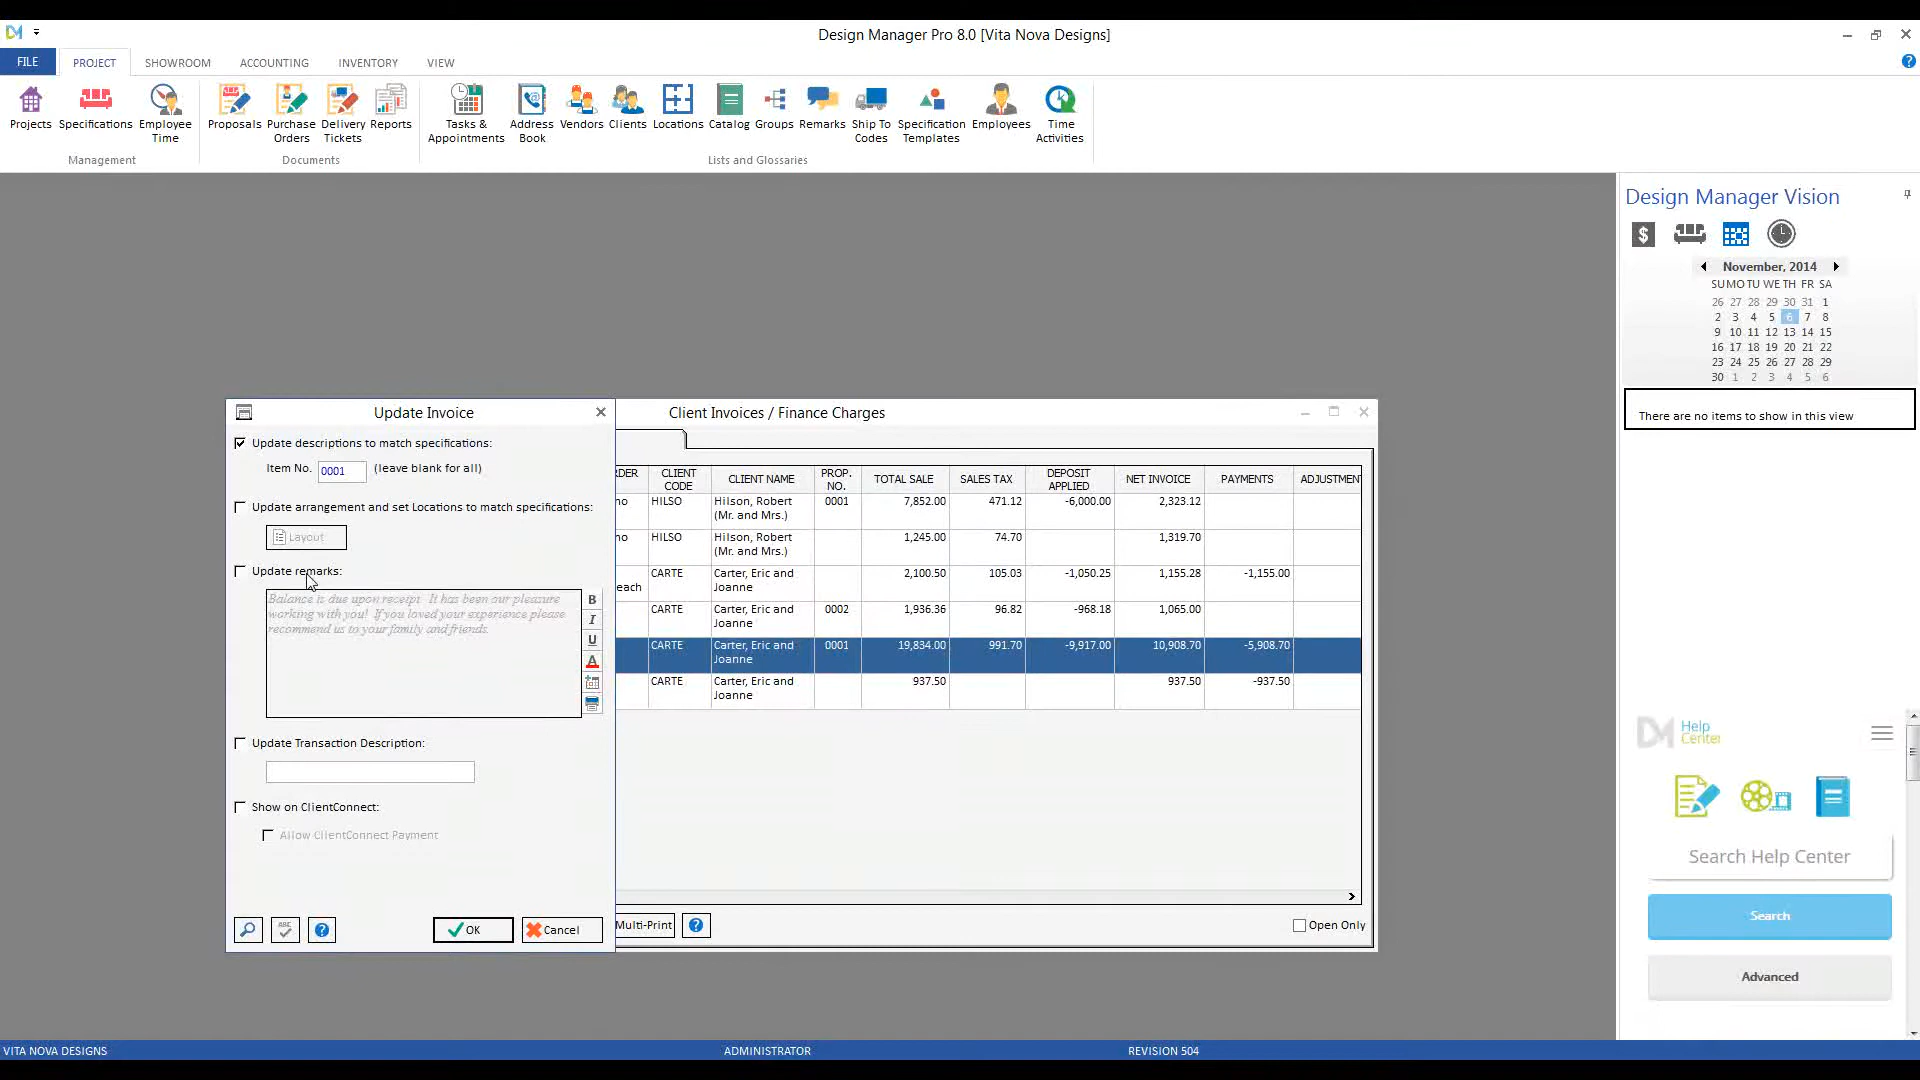 Design Manager Pro 8.0 [Vita Nova Designs]
FILE PROJECT SHOWROOM ACCOUNTING INVENTORY VIEW
Projects
Specifications
Employee
Time
Management
Proposals
Purchase
Orders
Delivery
Tickets
Reports
Documents
Tasks &
Appointments
Address
Book
Vendors
Clients
Locations
Catalog
Groups
Remarks
Ship To
Codes
Specification
Templates
Employees
Time
Activities
Lists and Glossaries
Update Invoice
Update descriptions to match specifications:
Item No. 0001 (leave blank for all)
Update arrangement and set Locations to match specifications:
Layout
Update remarks:
Balance is due upon receipt. It has been our pleasure
working with you! If you loved your experience please
recommend us to your family and friends.
B
I
U
A
Update Transaction Description:
Show on ClientConnect:
Allow ClientConnect Payment
ABC
OK
Cancel
Client Invoices / Finance Charges
DER
CLIENT
CODE
CLIENT NAME
PROP.
NO.
TOTAL SALE
SALES TAX
DEPOSIT
APPLIED
NET INVOICE
PAYMENTS
ADJUSTMEN
no HILSO Hilson, Robert 0001 7,852.00 471.12 -6,000.00 2,323.12
(Mr. and Mrs.)
no HILSO Hilson, Robert 1,245.00 74.70 1,319.70
(Mr. and Mrs.)
CARTE Carter, Eric and 2,100.50 105.03 -1,050.25 1,155.28 -1,155.00
each Joanne
CARTE Carter, Eric and 0002 1,936.36 96.82 -968.18 1,065.00
Joanne
CARTE Carter, Eric and 0001 19,834.00 991.70 -9,917.00 10,908.70 -5,908.70
Joanne
CARTE Carter, Eric and 937.50 937.50 -937.50
Joanne
Multi-Print
Open Only
Design Manager Vision
November, 2014
SU MO TU WE TH FR SA
26 27 28 29 30 31 1
2 3 4 5 6 7 8
9 10 11 12 13 14 15
16 17 18 19 20 21 22
23 24 25 26 27 28 29
30 1 2 3 4 5 6
There are no items to show in this view
DM Help
Center
Search Help Center
Search
Advanced
VITA NOVA DESIGNS ADMINISTRATOR REVISION 504